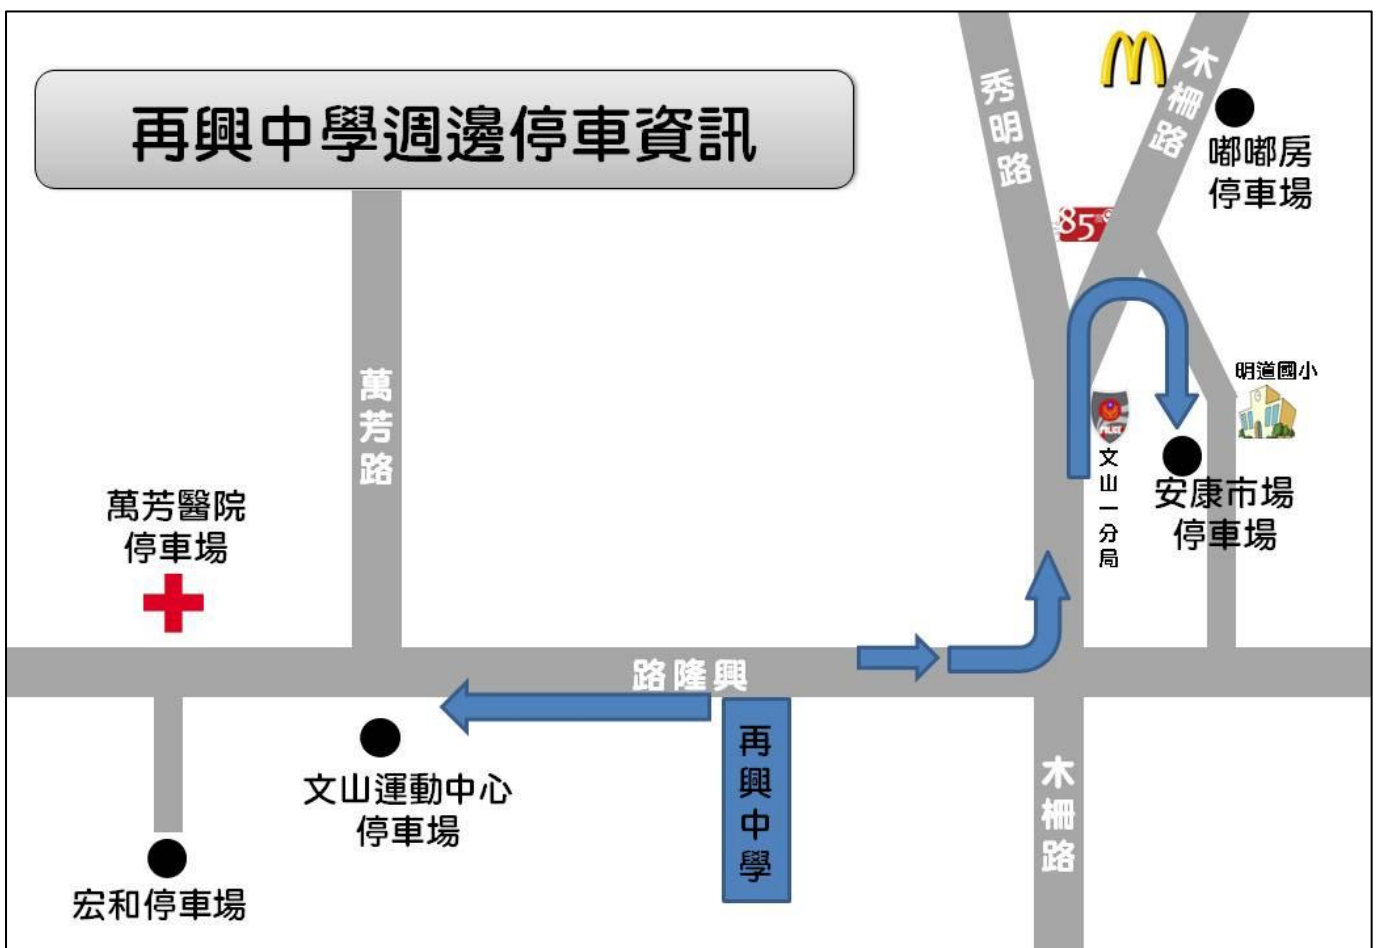 再興中學週邊停車資訊
秀明路
木柵路
嘟嘟房
停車場
85°
萬芳路
明道國小
POLICE
文山一分局
安康市場
停車場
萬芳醫院
停車場
路隆興
再興中學
木柵路
文山運動中心
停車場
宏和停車場